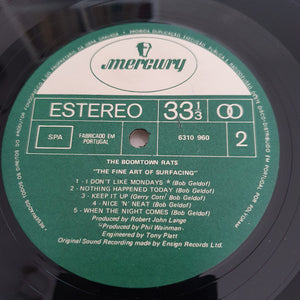 mercury
ESTEREO
33 1/3
SPA
FABRICADO EM
PORTUGAL
6310 960
2
THE BOOMTOWN RATS
"THE FINE ART OF SURFACING"
1 - I DON'T LIKE MONDAYS * (Bob Geldof)
2 - NOTHING HAPPENED TODAY (Bob Geldof)
3 - KEEP IT UP (Gerry Cott/ Bob Geldof)
4 - NICE 'N' NEAT (Bob Geldof)
5 - WHEN THE NIGHT COMES (Bob Geldof)
Produced by Robert John Lange
*Produced by Phil Wainman
Engineered by Tony Platt
Original Sound Recording made by Ensign Records Ltd.